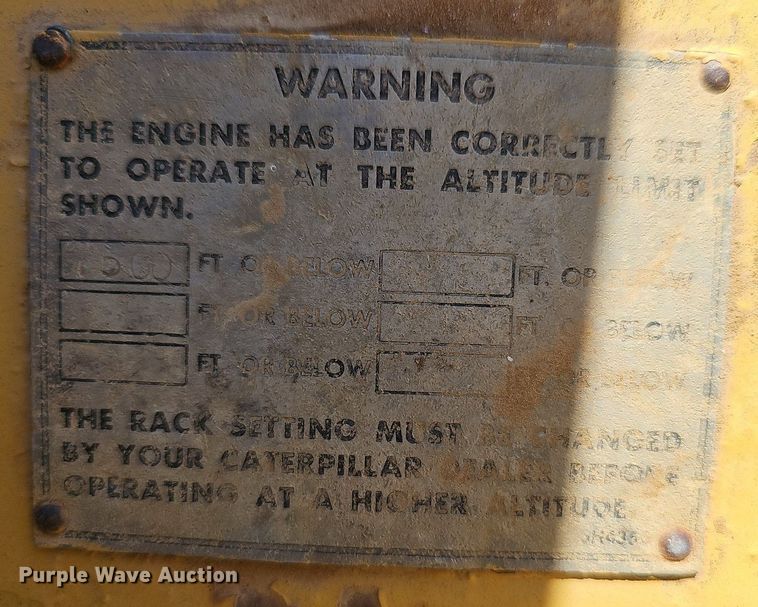 WARNING
THE ENGINE HAS BEEN CORRECTLY SET
TO OPERATE AT THE ALTITUDE LIMIT
SHOWN.
FT OR BELOW FT. OR BELOW
FT OR BELOW FT OR BELOW
FT OR BELOW OR BELOW
THE RACK SETTING MUST BE CHANGED
BY YOUR CATERPILLAR DEALER BEFORE
OPERATING AT A HIGHER ALTITUDE
Purple Wave Auction